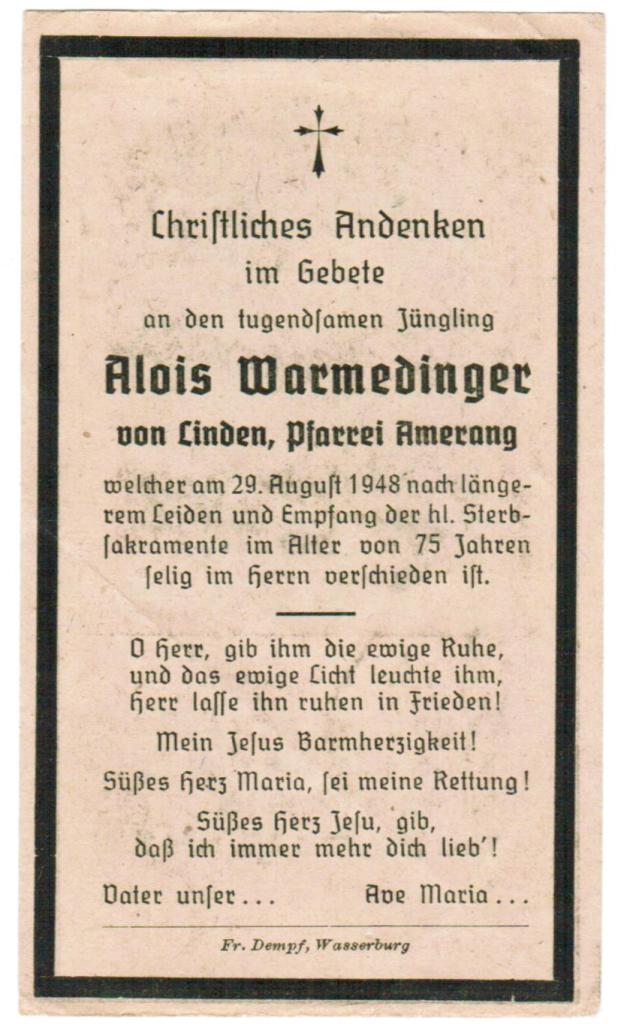 Christliches Andenken
im Gebete
an den tugendsamen Jüngling
Alois Warmedinger
von Linden, Pfarrei Amerang
welcher am 29. August 1948 nach länge-
rem Leiden und Empfang der hl. Sterb-
sakramente im Alter von 75 Jahren
selig im Herrn verschieden ist.
O Herr, gib ihm die ewige Ruhe,
und das ewige Licht leuchte ihm,
Herr lasse ihn ruhen in Frieden!
Mein Jesus Barmherzigkeit!
Süßes Herz Maria, sei meine Rettung!
Süßes Herz Jesu, gib,
daß ich immer mehr dich lieb'!
Vater unser... Ave Maria...
Fr. Dempf, Wasserburg